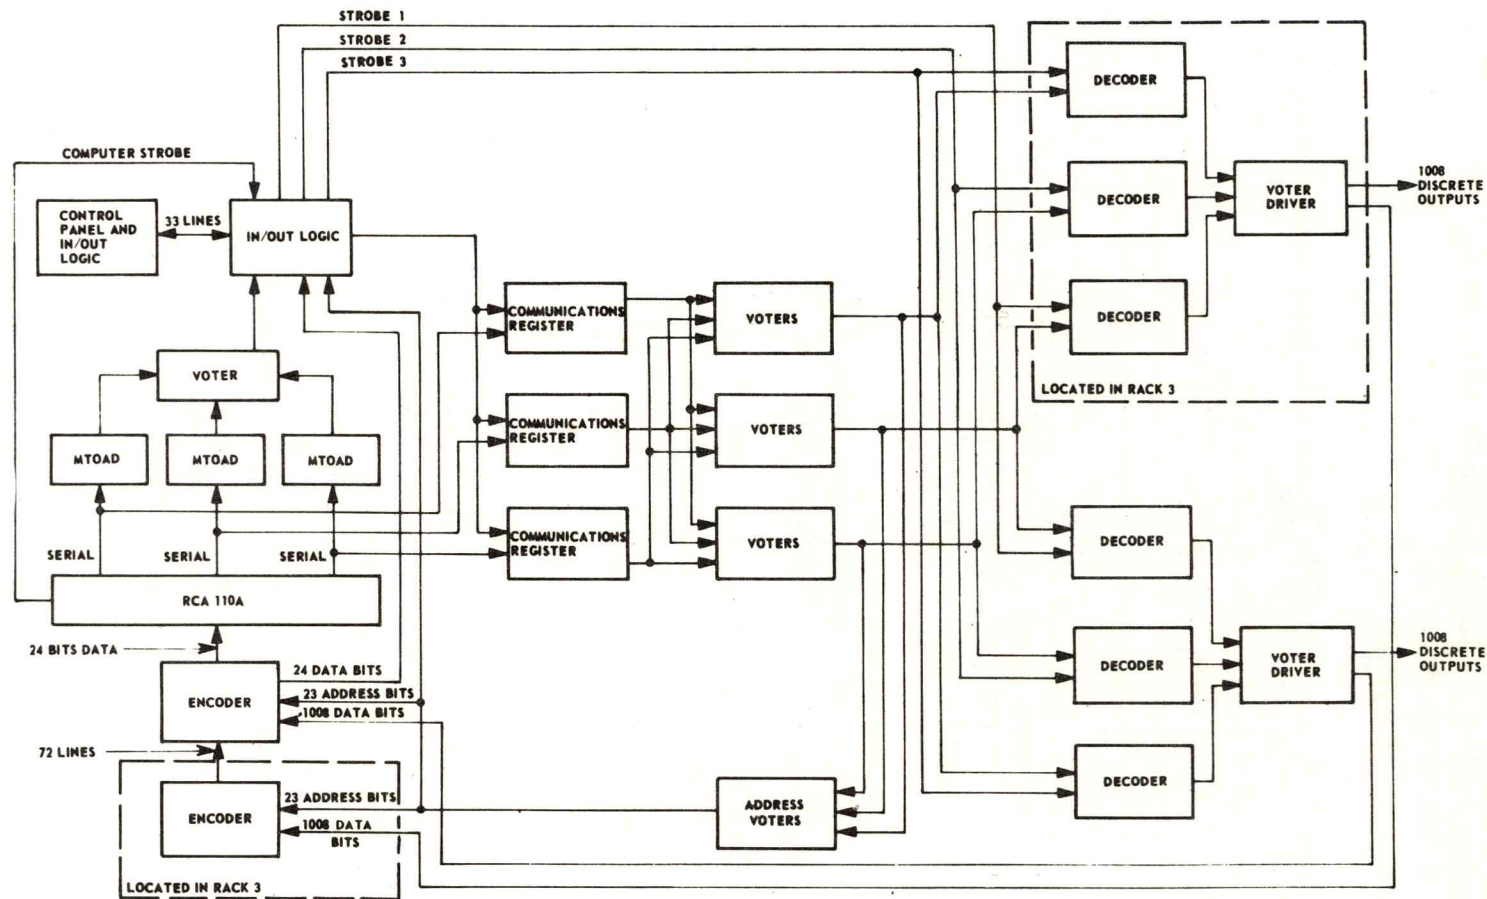 STROBE 1
STROBE 2
STROBE 3
COMPUTER STROBE
CONTROL
PANEL AND
IN/OUT
LOGIC
33 LINES
IN/OUT LOGIC
VOTER
MTOAD
MTOAD
MTOAD
SERIAL
SERIAL
SERIAL
RCA 110A
24 BITS DATA
ENCODER
24 DATA BITS
23 ADDRESS BITS
1008 DATA BITS
72 LINES
ENCODER
23 ADDRESS BITS
1008 DATA
BITS
LOCATED IN RACK 3
COMMUNICATIONS
REGISTER
COMMUNICATIONS
REGISTER
COMMUNICATIONS
REGISTER
VOTERS
VOTERS
VOTERS
ADDRESS
VOTERS
DECODER
DECODER
DECODER
VOTER
DRIVER
1008
DISCRETE
OUTPUTS
LOCATED IN RACK 3
DECODER
DECODER
DECODER
VOTER
DRIVER
1008
DISCRETE
OUTPUTS